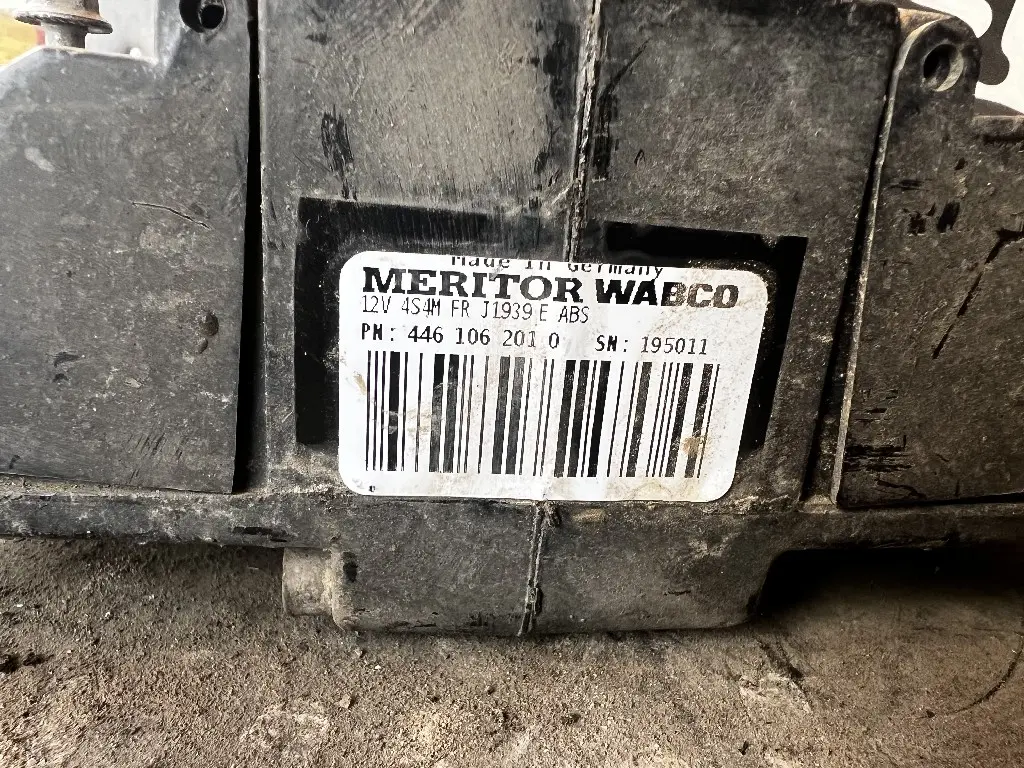 Made in Germany
MERITOR WABCO
12V 4S4M FR J1939 E ABS
PN: 446 106 201 0 SN: 195011